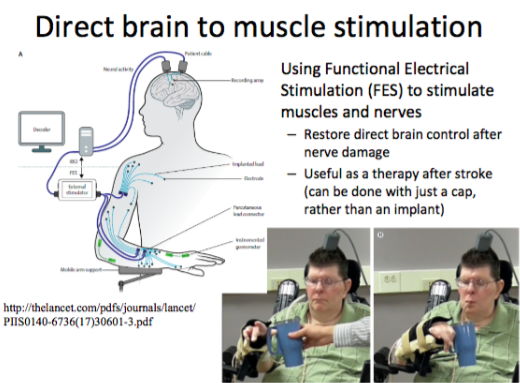 Direct brain to muscle stimulation
A
Patient cable
Neural activity
Recording array
Decoder
iBCI
FES
External
stimulator
Implanted lead
Electrode
Percutaneous
lead connector
Instrumented
goniometer
Mobile arm support
Using Functional Electrical
Stimulation (FES) to stimulate
muscles and nerves
– Restore direct brain control after
nerve damage
– Useful as a therapy after stroke
(can be done with just a cap,
rather than an implant)
http://thelancet.com/pdfs/journals/lancet/
PIIS0140-6736(17)30601-3.pdf